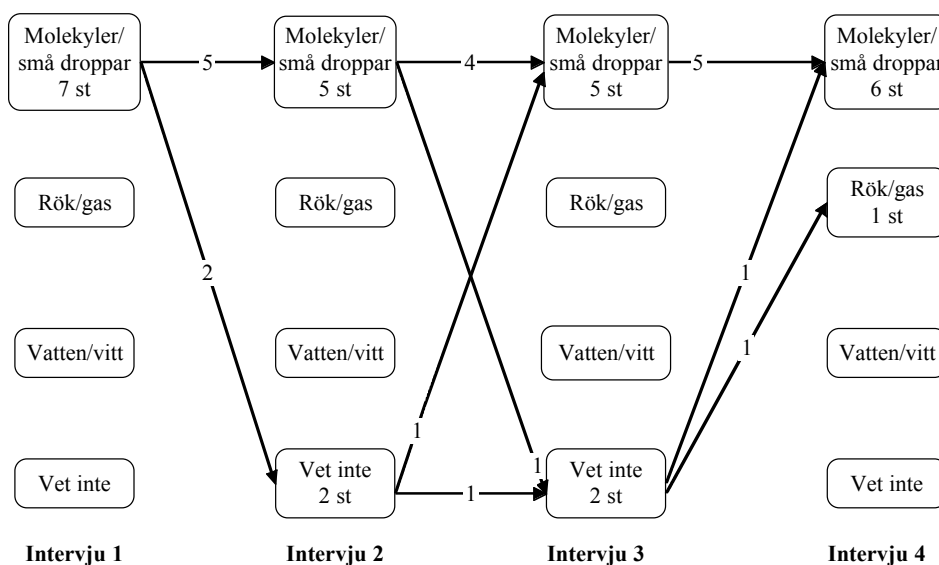 Molekyler/
små droppar
7 st
5
Molekyler/
små droppar
5 st
4
Molekyler/
små droppar
5 st
5
Molekyler/
små droppar
6 st
Rök/gas
Rök/gas
Rök/gas
Rök/gas
1 st
2
1
Vatten/vitt
Vatten/vitt
Vatten/vitt
1
Vatten/vitt
1
1
Vet inte
Vet inte
2 st
1
Vet inte
2 st
Vet inte
Intervju 1
Intervju 2
Intervju 3
Intervju 4